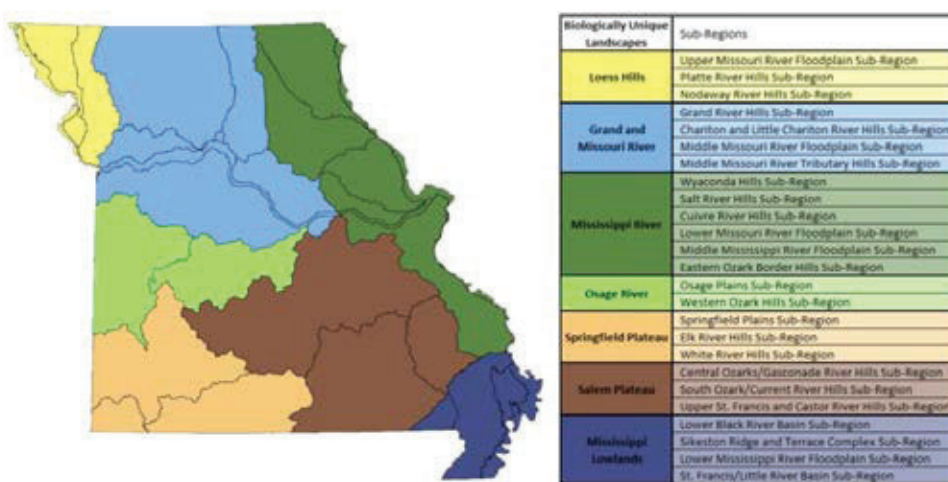 Biologically Unique
Landscapes
Sub-Regions
Loess Hills
Upper Missouri River Floodplain Sub-Region
Platte River Hills Sub-Region
Nodaway River Hills Sub-Region
Grand and
Missouri River
Grand River Hills Sub-Region
Chariton and Little Chariton River Hills Sub-Region
Middle Missouri River Floodplain Sub-Region
Middle Missouri River Tributary Hills Sub-Region
Mississippi River
Wyaconda Hills Sub-Region
Salt River Hills Sub-Region
Cuivre River Hills Sub-Region
Lower Missouri River Floodplain Sub-Region
Middle Mississippi River Floodplain Sub-Region
Eastern Ozark Border Hills Sub-Region
Osage River
Osage Plains Sub-Region
Western Ozark Hills Sub-Region
Springfield Plateau
Springfield Plains Sub-Region
Elk River Hills Sub-Region
White River Hills Sub-Region
Salem Plateau
Central Ozarks/Gasconade River Hills Sub-Region
South Ozark/Current River Hills Sub-Region
Upper St. Francis and Castor River Hills Sub-Region
Mississippi
Lowlands
Lower Black River Basin Sub-Region
Sikeston Ridge and Terrace Complex Sub-Region
Lower Mississippi River Floodplain Sub-Region
St. Francis/Little River Basin Sub-Region